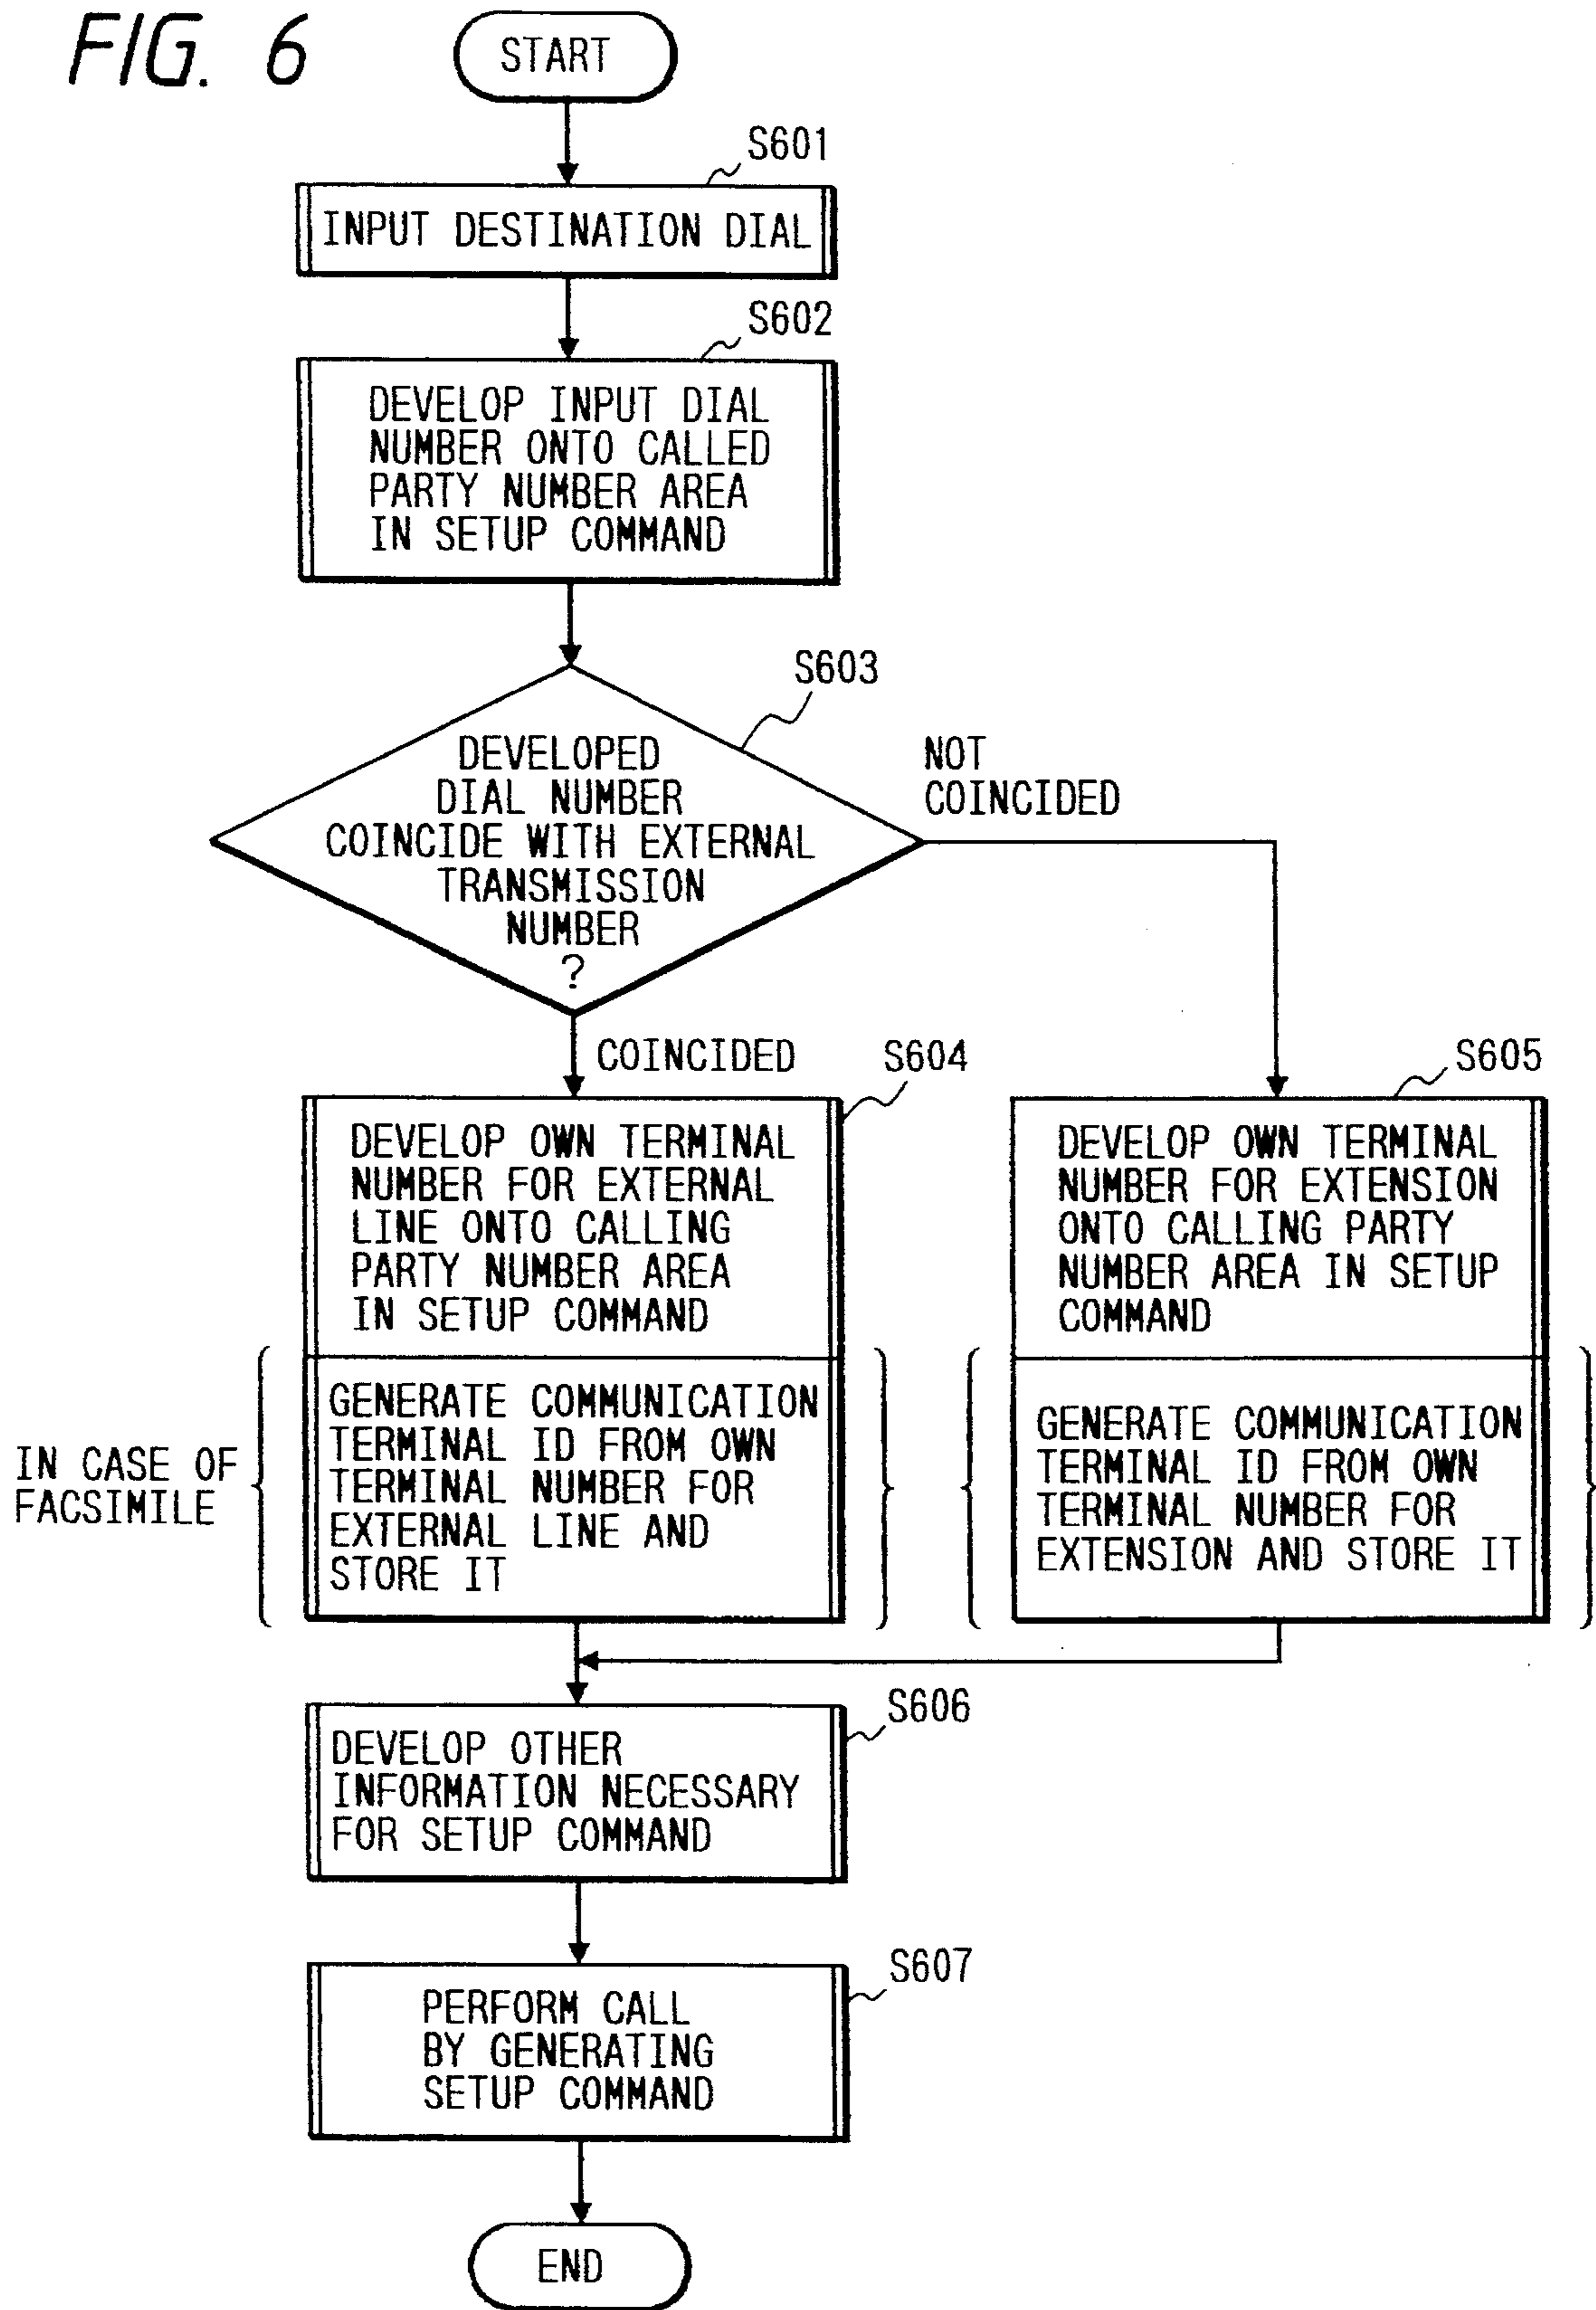 FIG. 6
START
S601
INPUT DESTINATION DIAL
S602
DEVELOP INPUT DIAL
NUMBER ONTO CALLED
PARTY NUMBER AREA
IN SETUP COMMAND
S603
DEVELOPED
DIAL NUMBER
COINCIDE WITH EXTERNAL
TRANSMISSION
NUMBER
?
NOT
COINCIDED
COINCIDED
S604
DEVELOP OWN TERMINAL
NUMBER FOR EXTERNAL
LINE ONTO CALLING
PARTY NUMBER AREA
IN SETUP COMMAND
S605
DEVELOP OWN TERMINAL
NUMBER FOR EXTENSION
ONTO CALLING PARTY
NUMBER AREA IN SETUP
COMMAND
IN CASE OF
FACSIMILE
GENERATE COMMUNICATION
TERMINAL ID FROM OWN
TERMINAL NUMBER FOR
EXTERNAL LINE AND
STORE IT
GENERATE COMMUNICATION
TERMINAL ID FROM OWN
TERMINAL NUMBER FOR
EXTENSION AND STORE IT
S606
DEVELOP OTHER
INFORMATION NECESSARY
FOR SETUP COMMAND
S607
PERFORM CALL
BY GENERATING
SETUP COMMAND
END